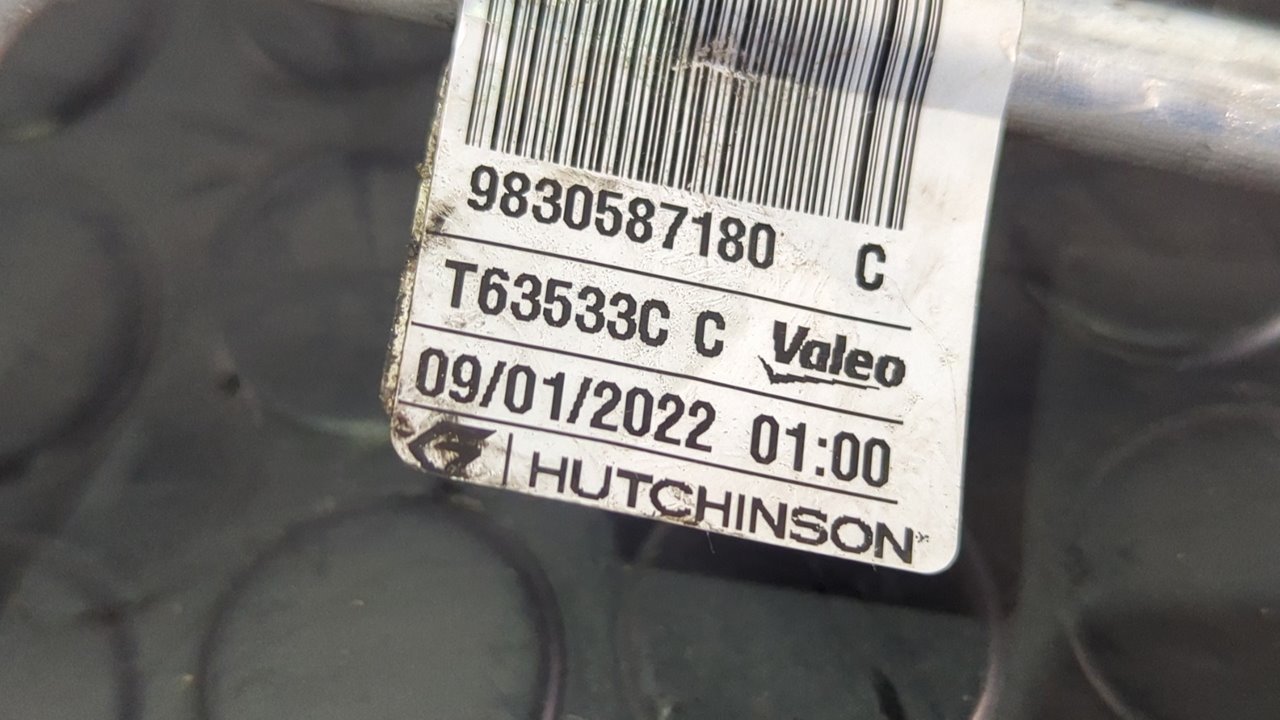 9830587180 C
T63533C C Valeo
09/01/2022 01:00
HUTCHINSON